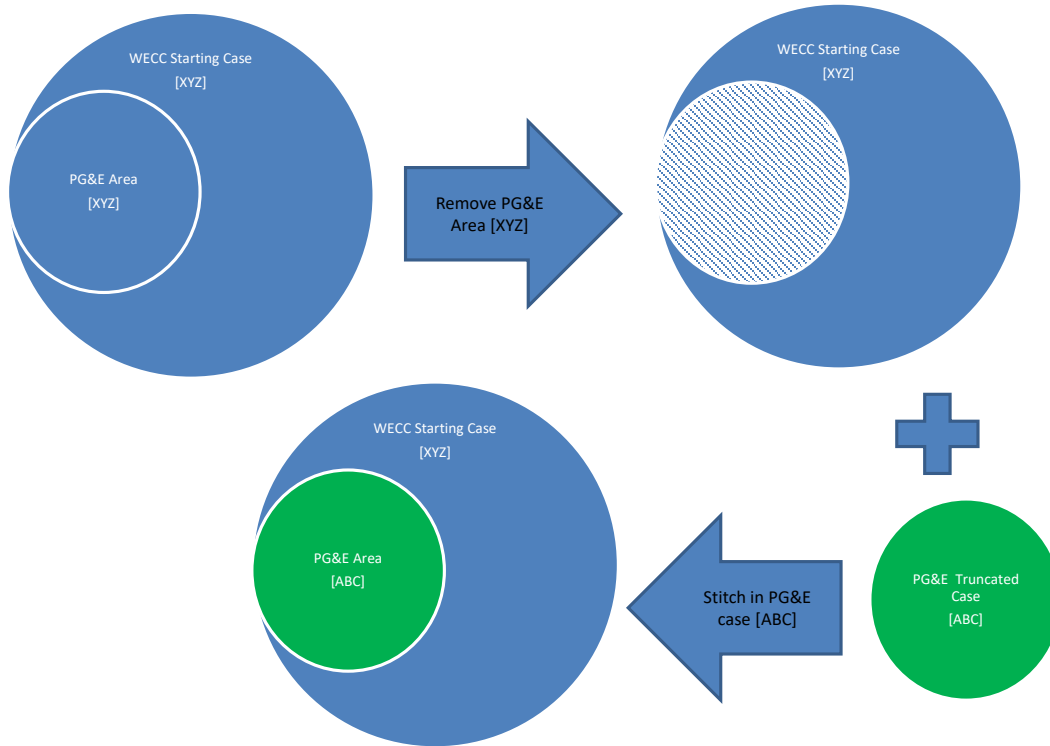 WECC Starting Case
[XYZ]
PG&E Area
[XYZ]
Remove PG&E
Area [XYZ]
WECC Starting Case
[XYZ]
WECC Starting Case
[XYZ]
PG&E Area
[ABC]
Stitch in PG&E
case [ABC]
PG&E  Truncated
Case
[ABC]